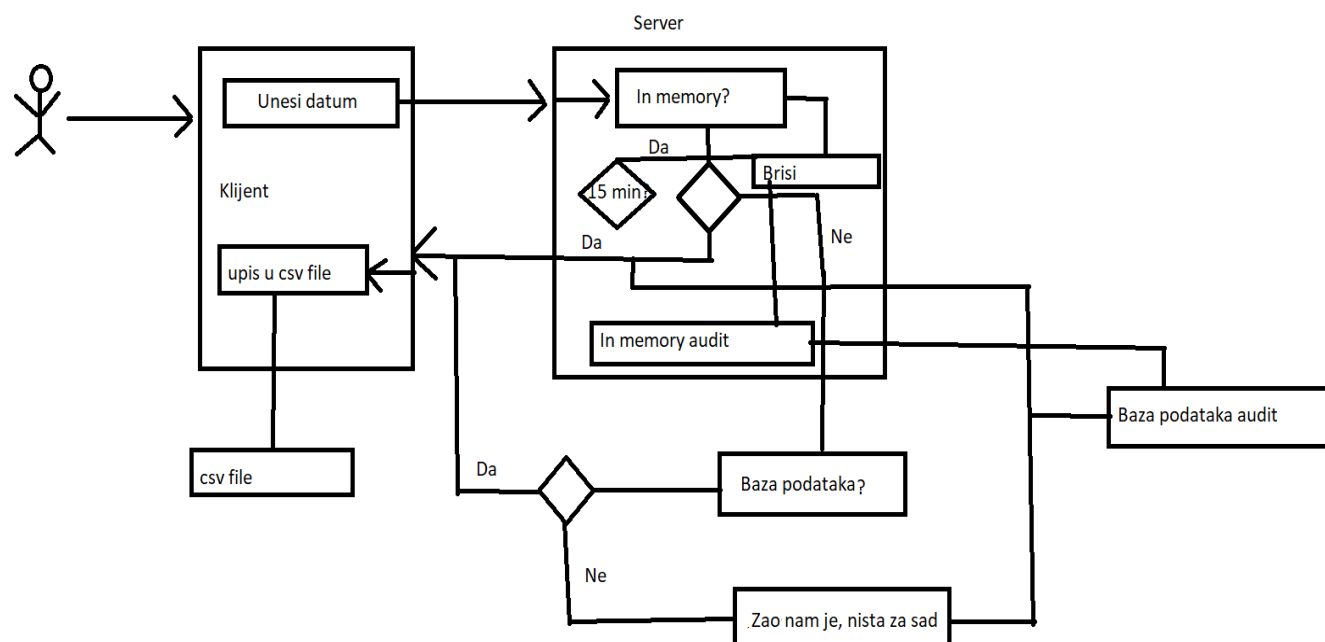 Server
Unesi datum
In memory?
Da
Brisi
15 min?
Klijent
Ne
Da
upis u csv file
In memory audit
Baza podataka audit
Da
csv file
Baza podataka?
Ne
Zao nam je, nista za sad